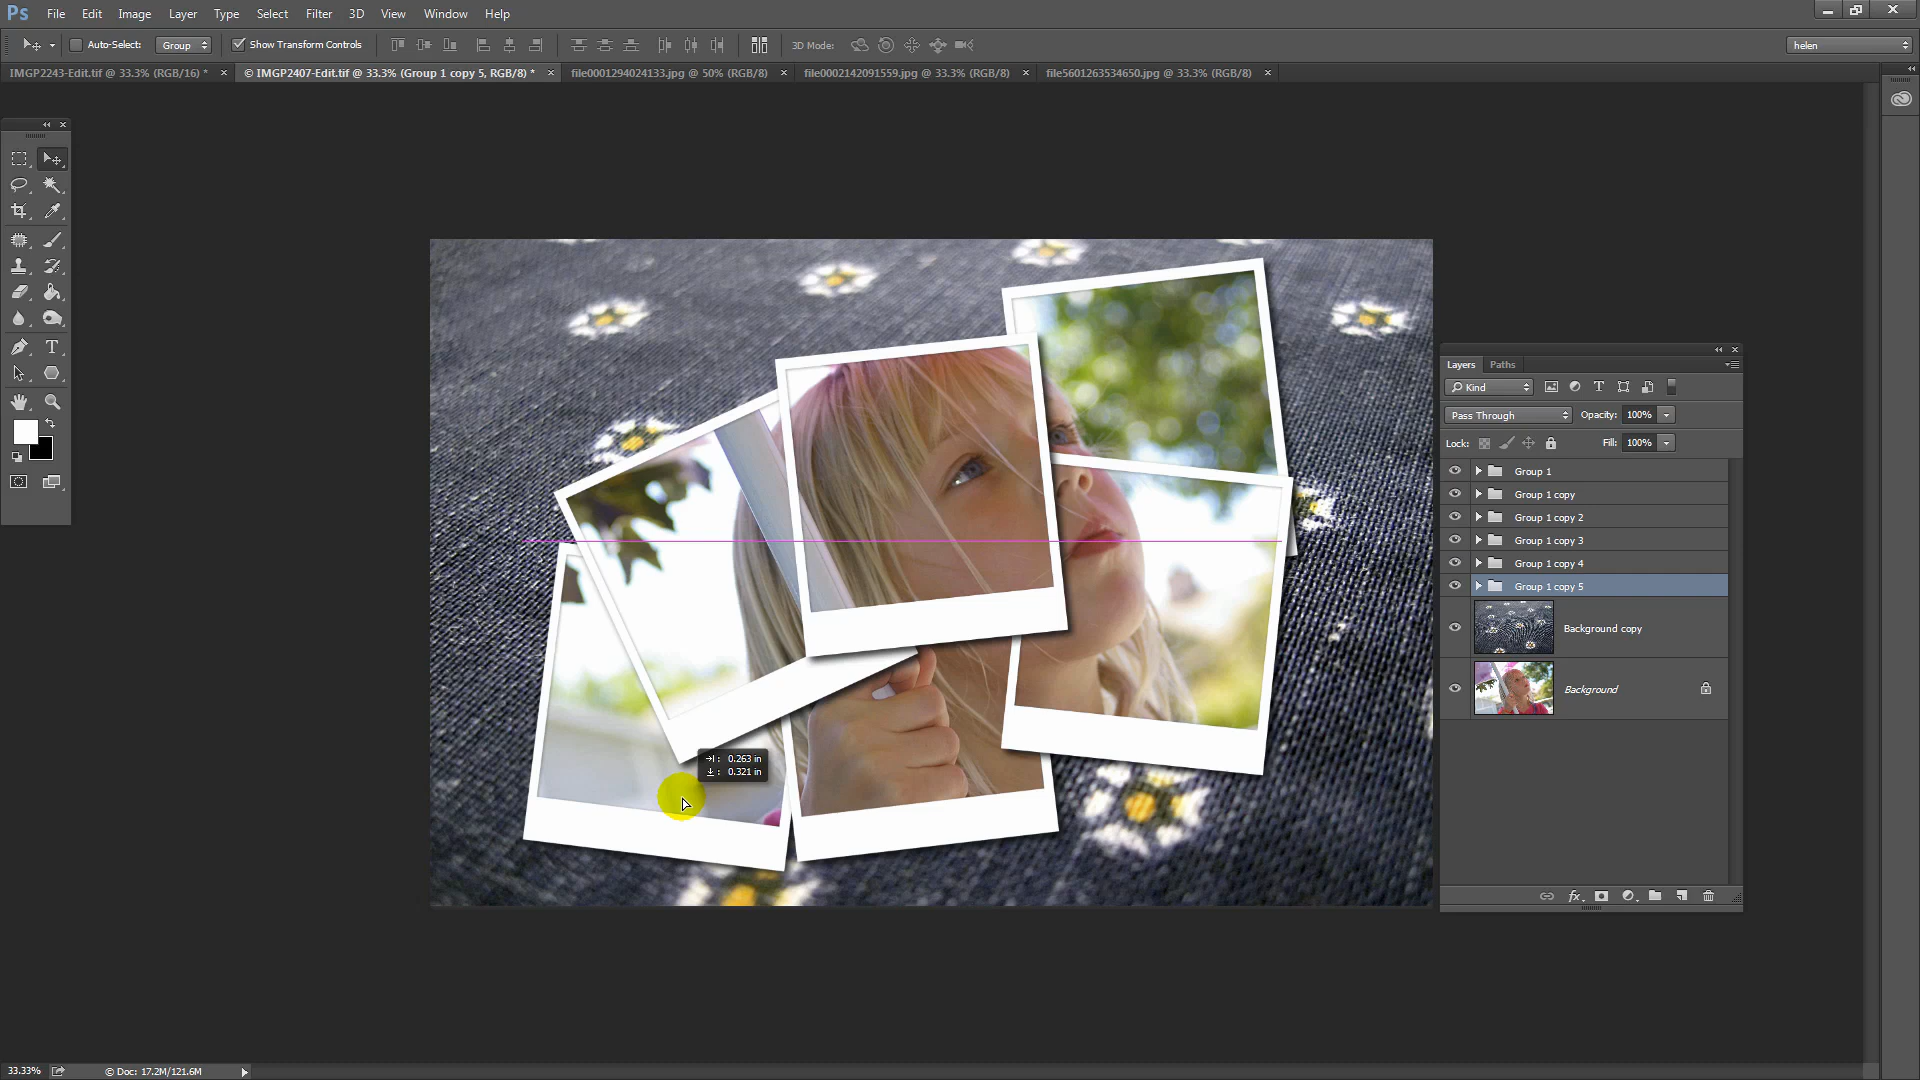 Ps File Edit Image Layer Type Select Filter 3D View Window Help
Auto-Select: Group Show Transform Controls 3D Mode: helen
IMGP2243-Edit.tif @ 33.3% (RGB/16) * × © IMGP2407-Edit.tif @ 33.3% (Group 1 copy 5, RGB/8) * × file0001294024133.jpg @ 50% (RGB/8) × file0002142091559.jpg @ 33.3% (RGB/8) × file5601263534650.jpg @ 33.3% (RGB/8) ×
Layers Paths
Kind
Pass Through Opacity: 100%
Lock: Fill: 100%
Group 1
Group 1 copy
Group 1 copy 2
Group 1 copy 3
Group 1 copy 4
Group 1 copy 5
Background copy
Background
0.263 in
0.321 in
33.33% © Doc: 17.2M/121.6M